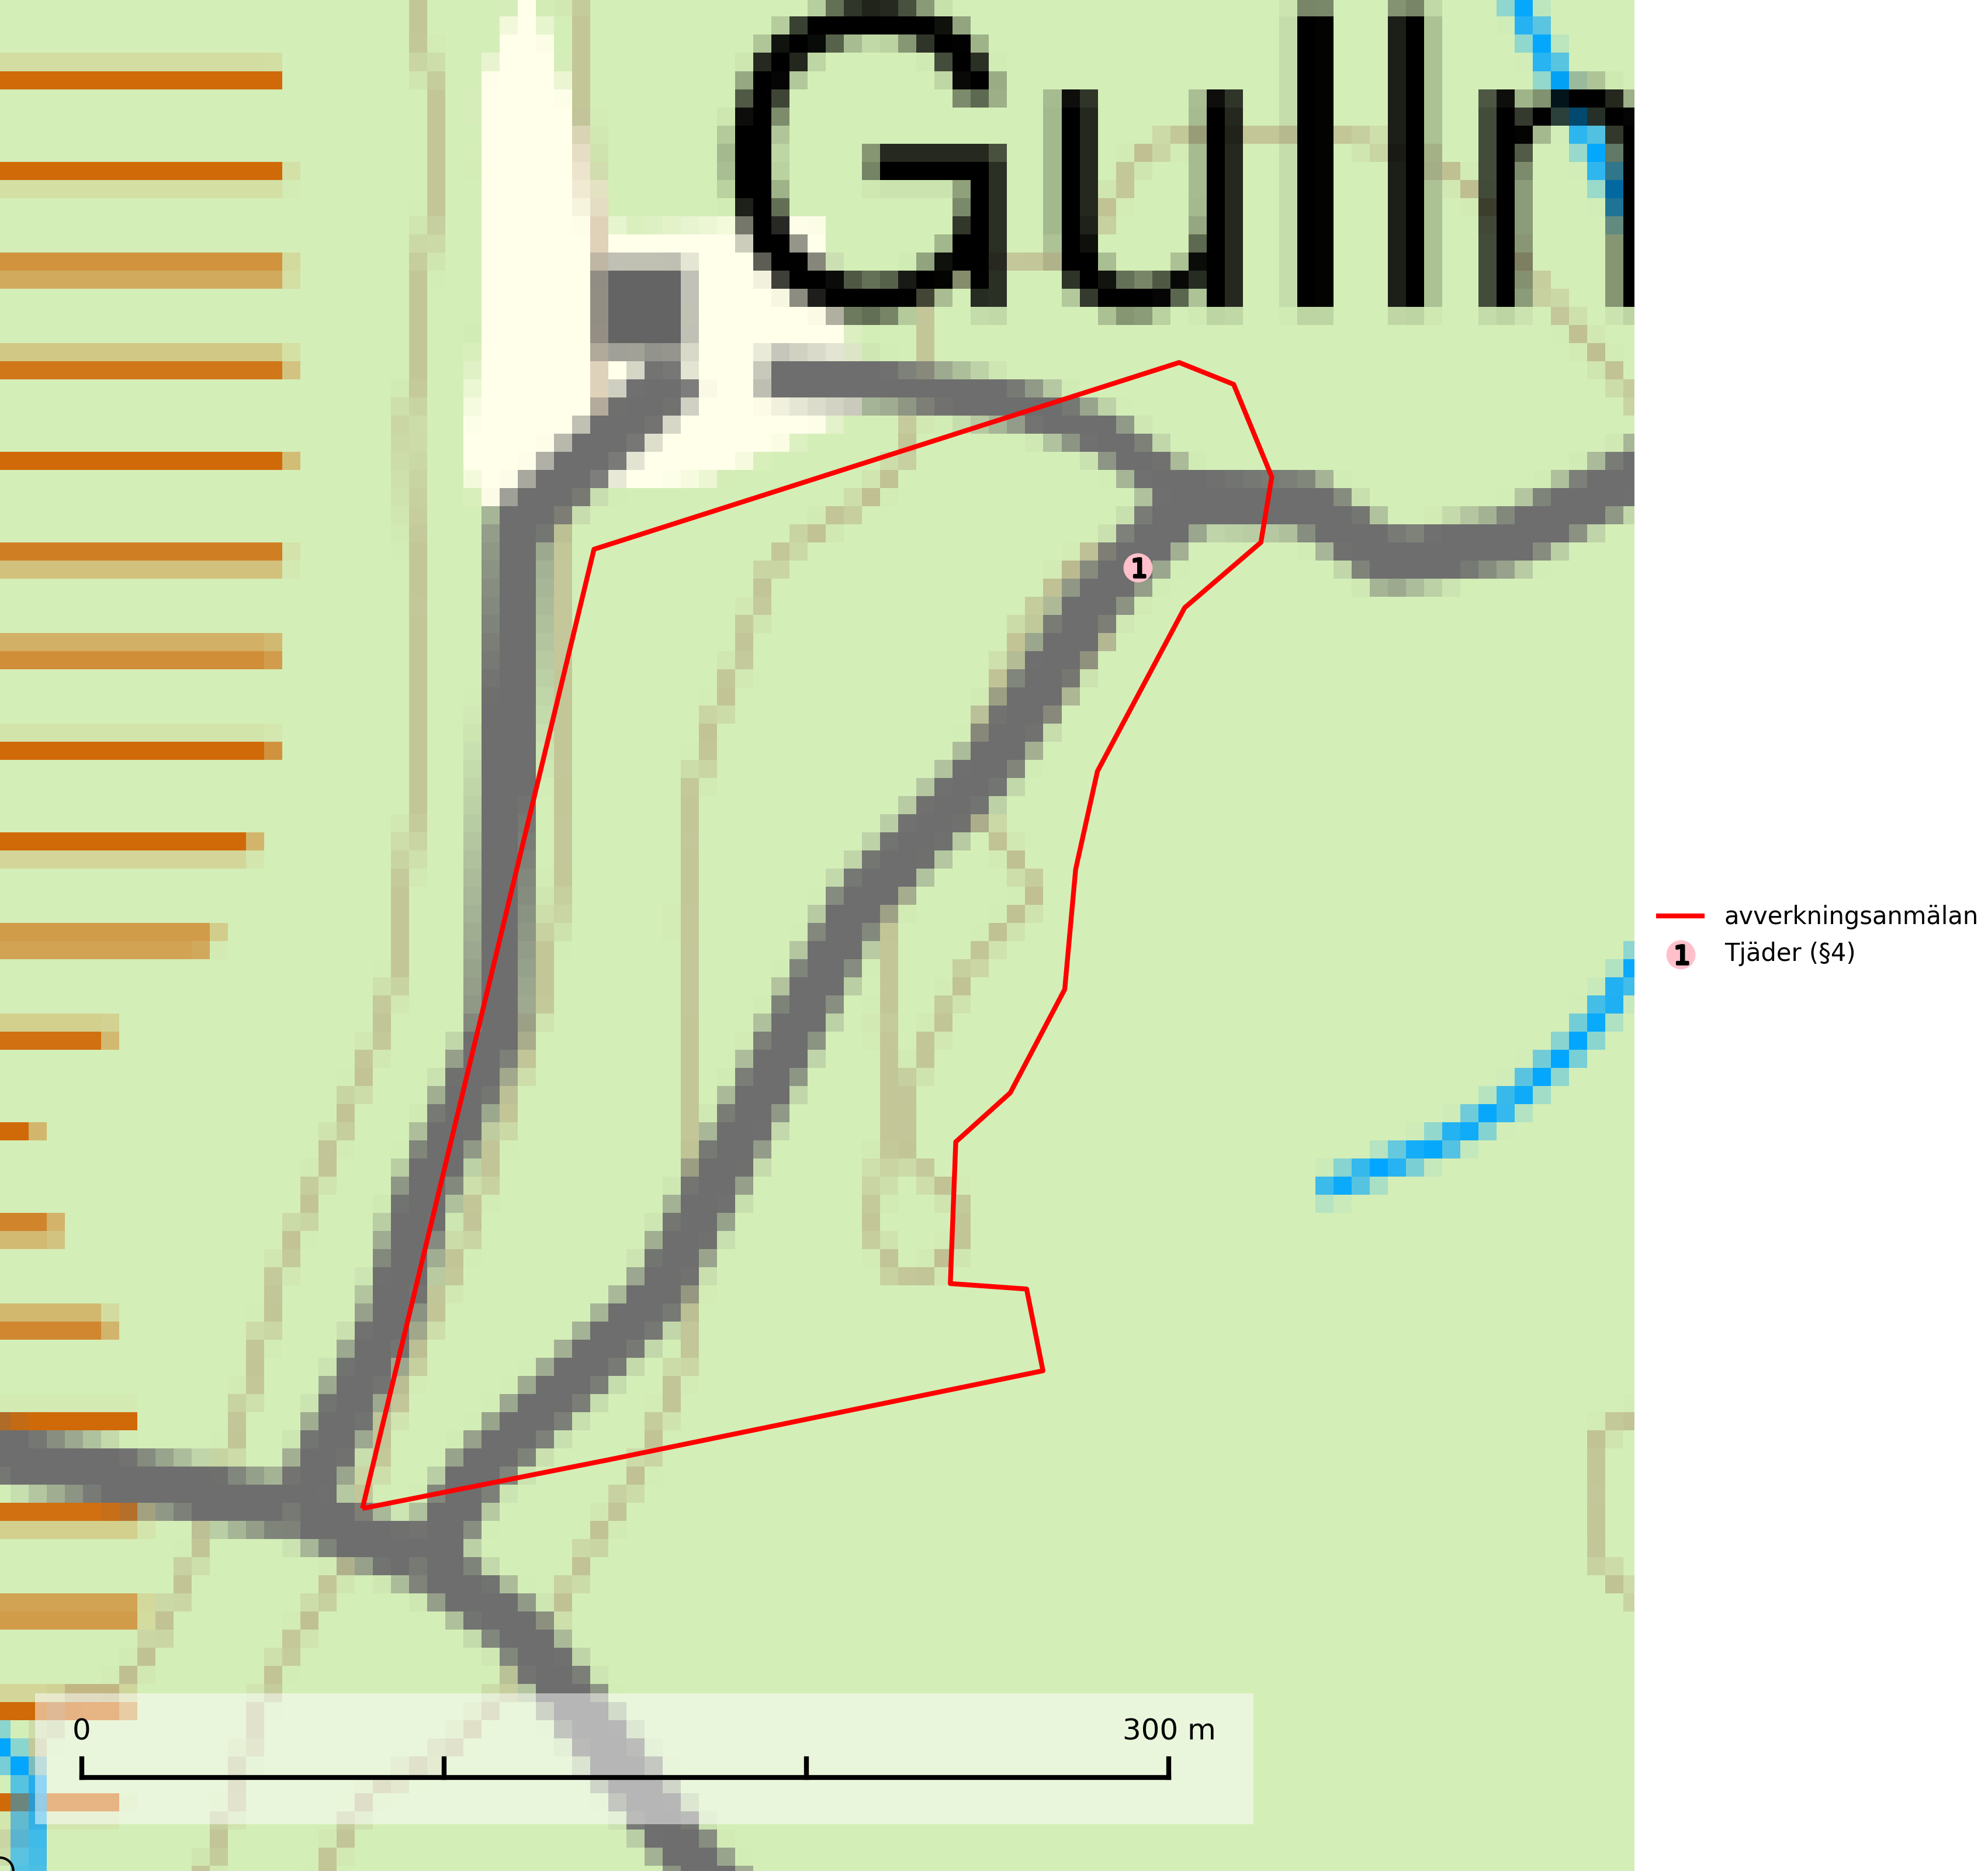 Gulln
1
avverkningsanmälan
1 Tjäder (§4)
0 300 m